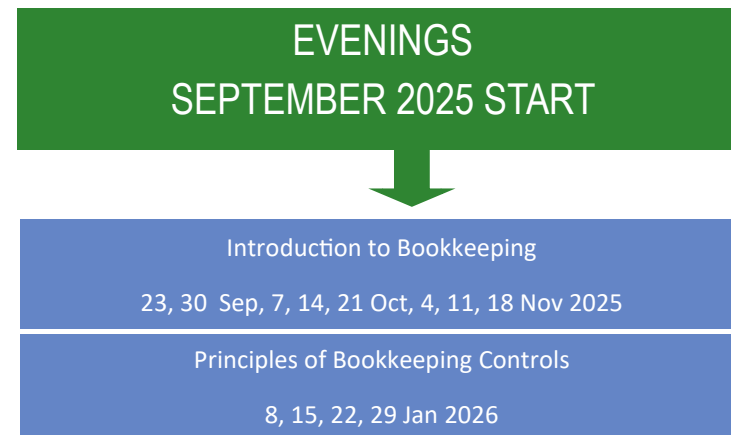 EVENINGS
SEPTEMBER 2025 START
Introduction to Bookkeeping
23, 30  Sep, 7, 14, 21 Oct, 4, 11, 18 Nov 2025
Principles of Bookkeeping Controls
8, 15, 22, 29 Jan 2026